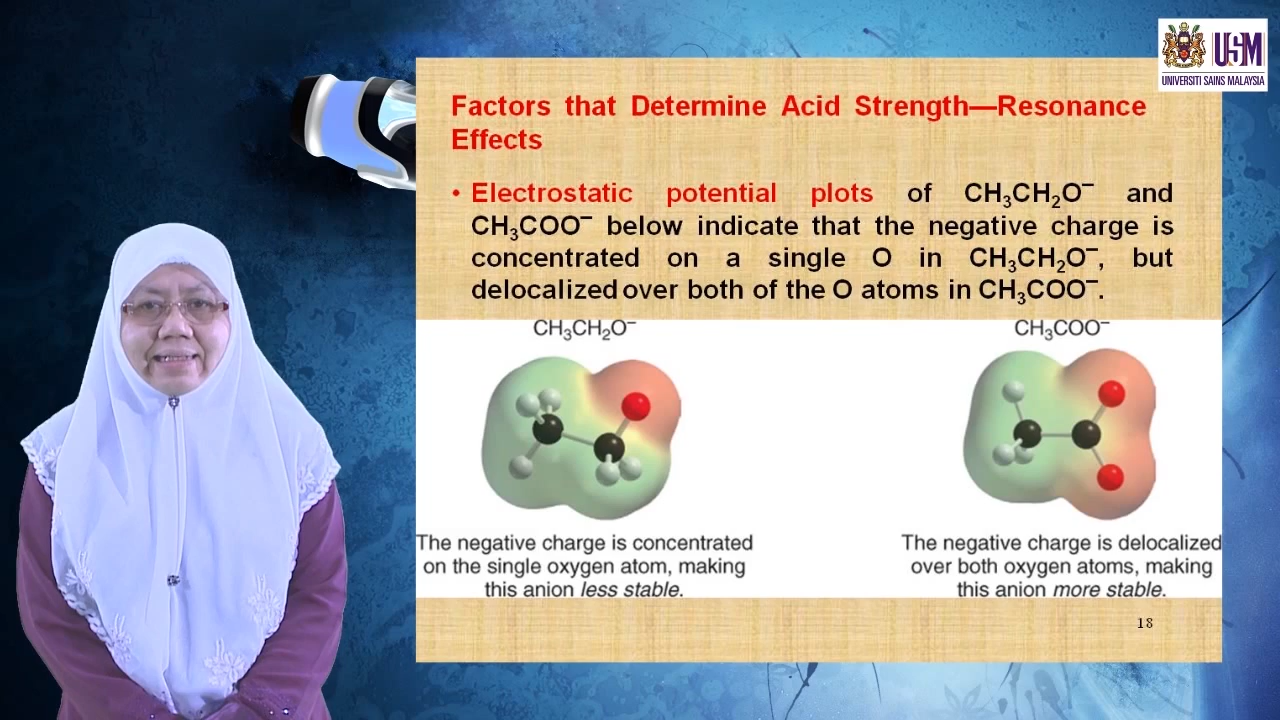 USM
UNIVERSITI SAINS MALAYSIA
Factors that Determine Acid Strength—Resonance
Effects
• Electrostatic potential plots of CH₃CH₂O⁻ and
CH₃COO⁻ below indicate that the negative charge is
concentrated on a single O in CH₃CH₂O⁻, but
delocalized over both of the O atoms in CH₃COO⁻.
CH₃CH₂O⁻
CH₃COO⁻
The negative charge is concentrated
on the single oxygen atom, making
this anion less stable.
The negative charge is delocalized
over both oxygen atoms, making
this anion more stable.
18